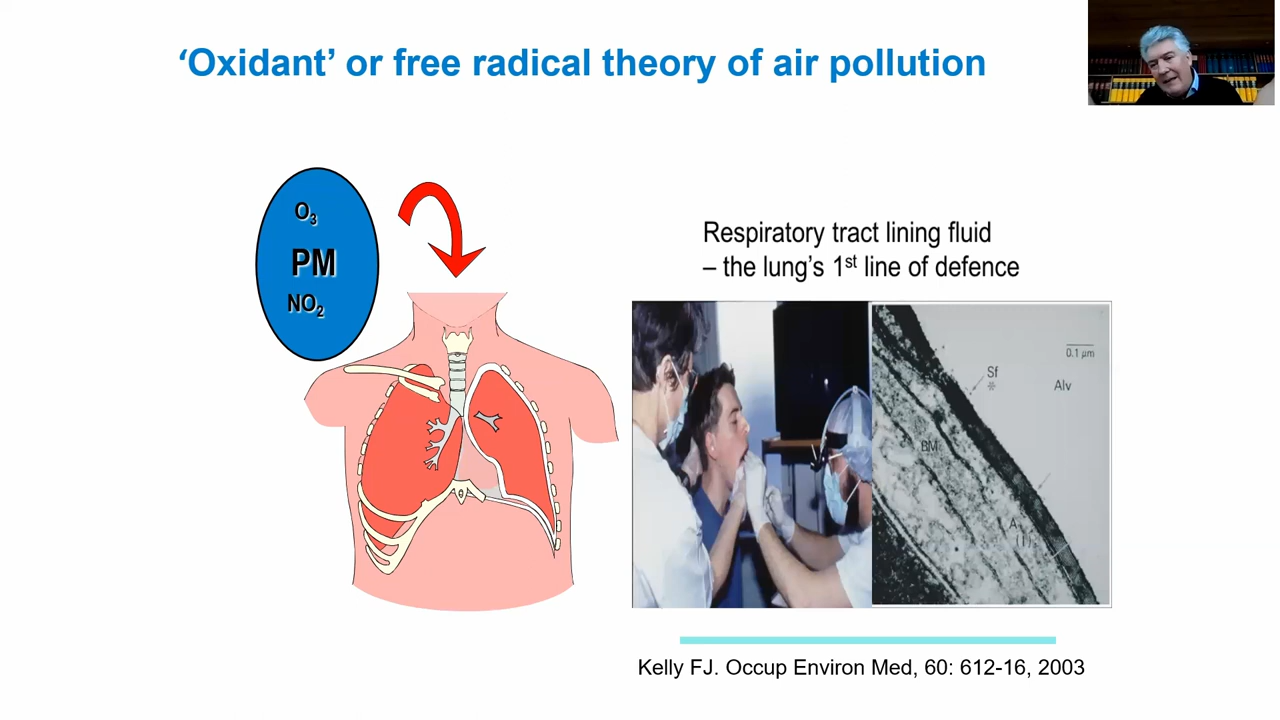 ‘Oxidant’ or free radical theory of air pollution
O3
PM
NO2
Respiratory tract lining fluid
– the lung’s 1st line of defence
0.1 µm
Sf
*
Alv
BM
A
Kelly FJ. Occup Environ Med, 60: 612-16, 2003